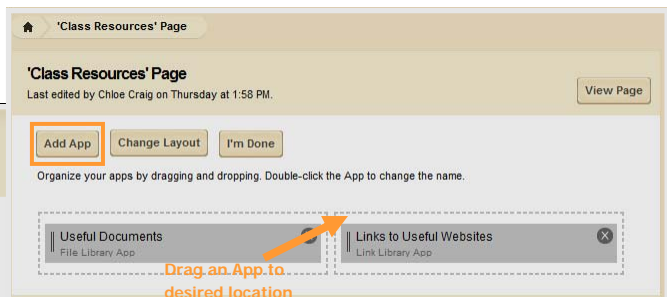 'Class Resources' Page
'Class Resources' Page
Last edited by Chloe Craig on Thursday at 1:58 PM.
View Page
Add App
Change Layout
I'm Done
Organize your apps by dragging and dropping. Double-click the App to change the name.
Useful Documents
File Library App
Links to Useful Websites
Link Library App
Drag an App to
desired location